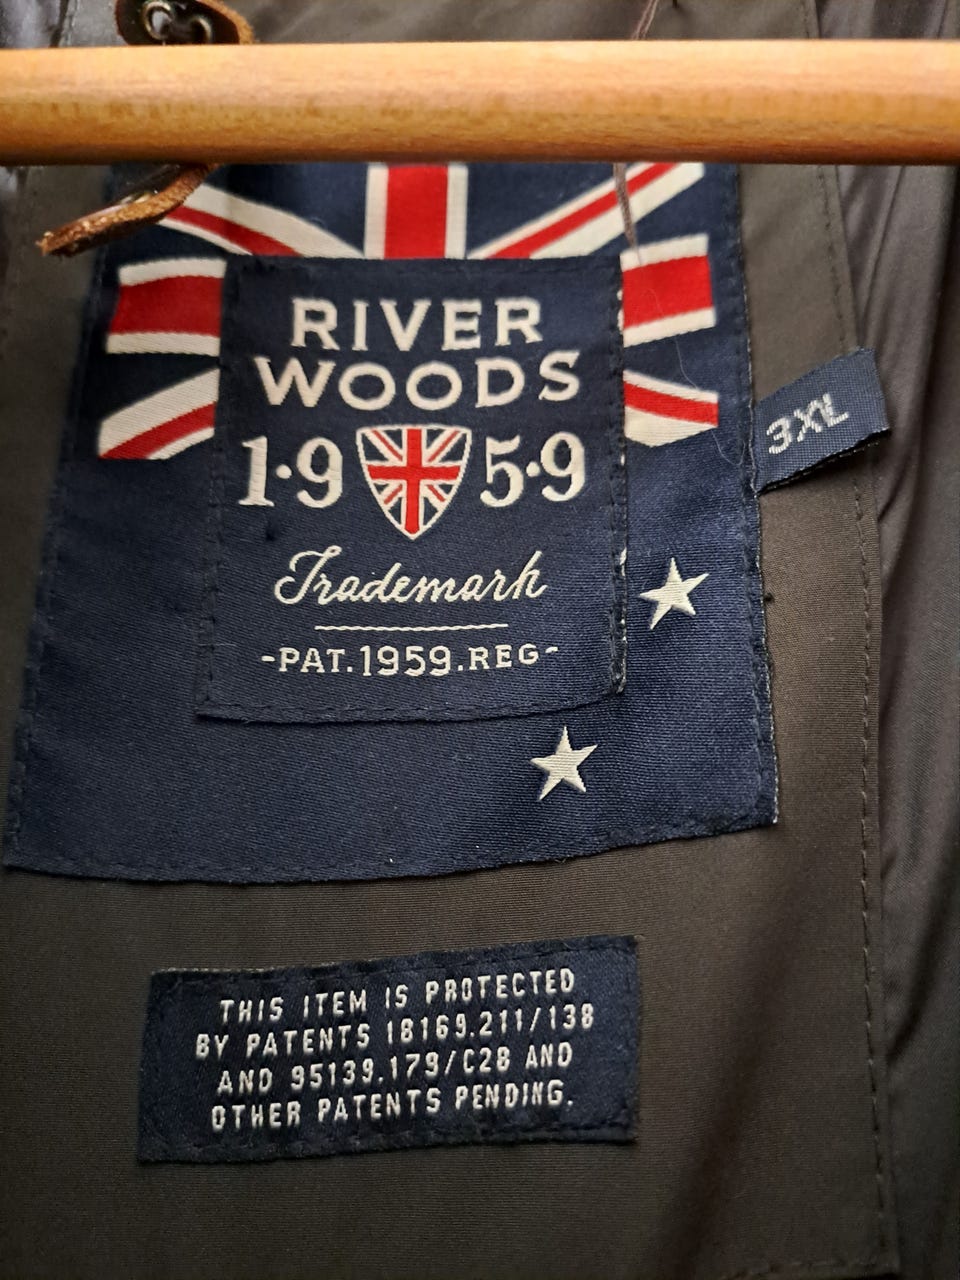 RIVER
WOODS
1·9 5·9
Trademark
-PAT.1959.REG-
3XL
THIS ITEM IS PROTECTED
BY PATENTS 18169.211/138
AND 95139.179/C28 AND
OTHER PATENTS PENDING.